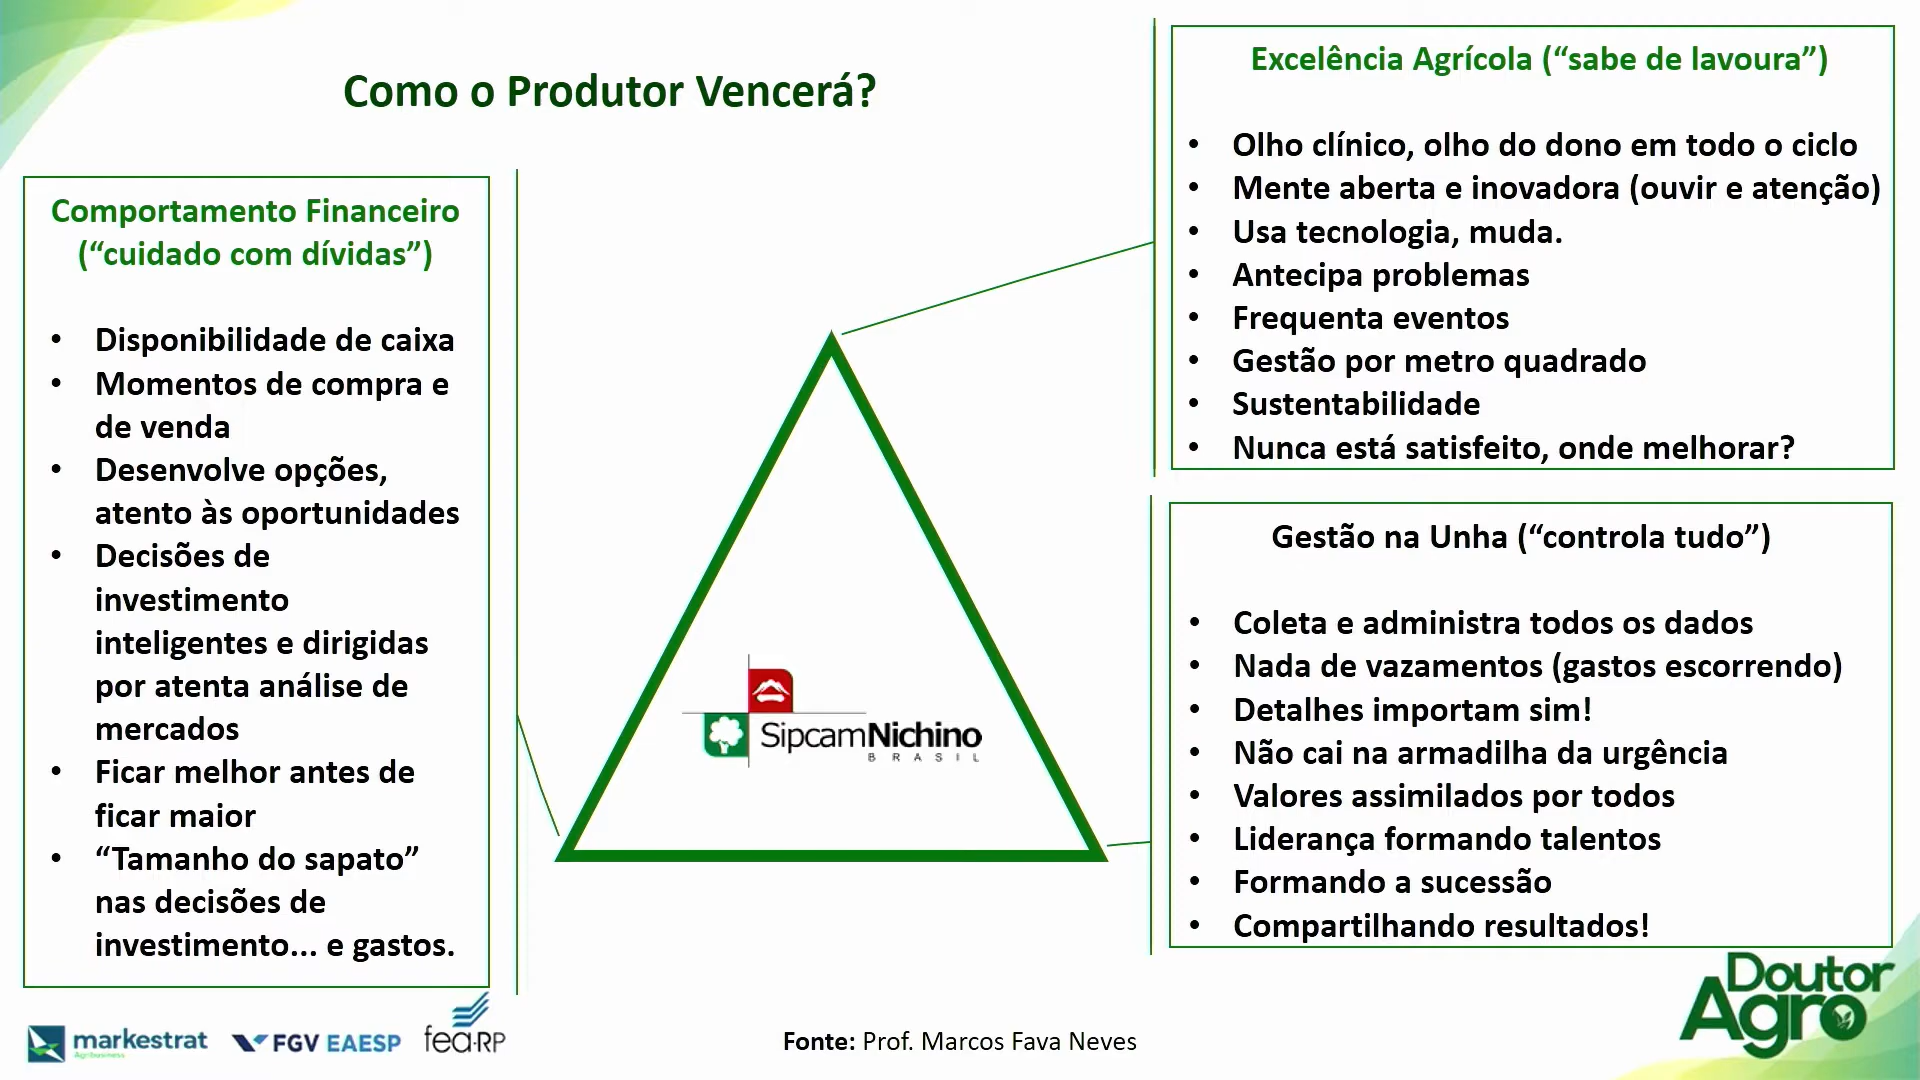 Como o Produtor Vencerá?
Comportamento Financeiro
(“cuidado com dívidas”)
• Disponibilidade de caixa
• Momentos de compra e
de venda
• Desenvolve opções,
atento às oportunidades
• Decisões de
investimento
inteligentes e dirigidas
por atenta análise de
mercados
• Ficar melhor antes de
ficar maior
• “Tamanho do sapato”
nas decisões de
investimento... e gastos.
Excelência Agrícola (“sabe de lavoura”)
• Olho clínico, olho do dono em todo o ciclo
• Mente aberta e inovadora (ouvir e atenção)
• Usa tecnologia, muda.
• Antecipa problemas
• Frequenta eventos
• Gestão por metro quadrado
• Sustentabilidade
• Nunca está satisfeito, onde melhorar?
Gestão na Unha (“controla tudo”)
• Coleta e administra todos os dados
• Nada de vazamentos (gastos escorrendo)
• Detalhes importam sim!
• Não cai na armadilha da urgência
• Valores assimilados por todos
• Liderança formando talentos
• Formando a sucessão
• Compartilhando resultados!
SipcamNichino
BRASIL
markestrat
Agribusiness
FGV EAESP
fea-RP
Fonte: Prof. Marcos Fava Neves
Doutor
Agro